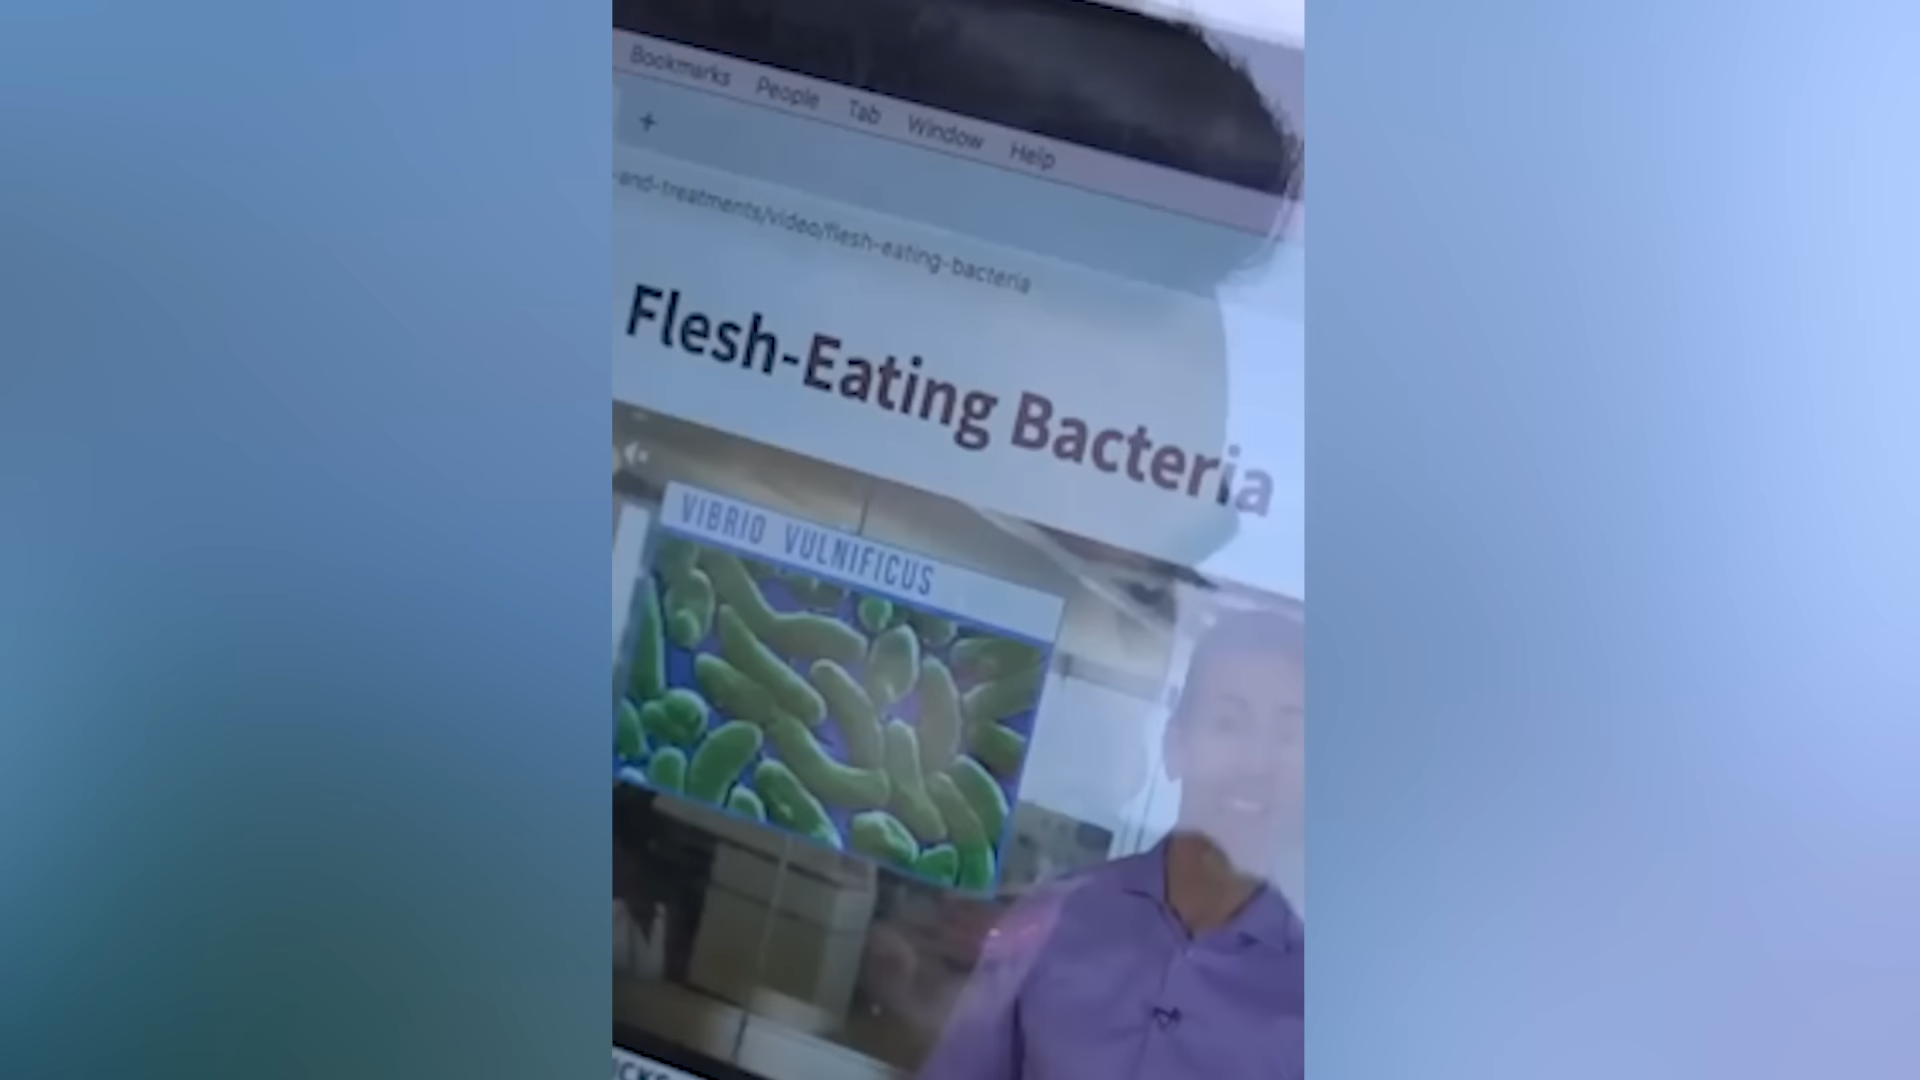 Bookmarks People Tab Window Help
+
-and-treatments/video/flesh-eating-bacteria
Flesh-Eating Bacteria
VIBRIO VULNIFICUS